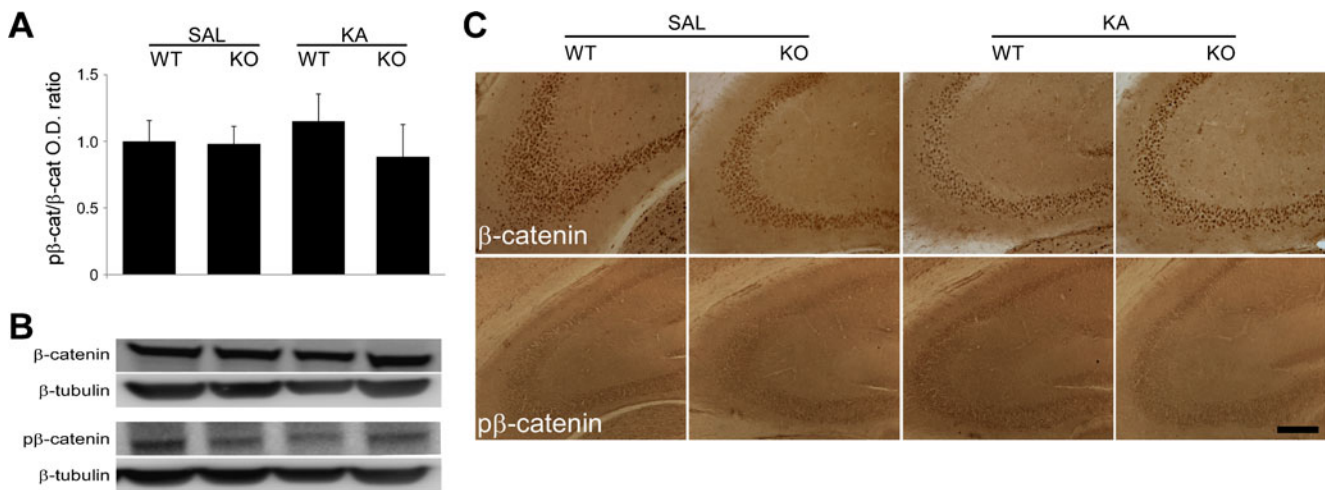 A
SAL KA
WT KO WT KO
pβ-cat/β-cat O.D. ratio
1.5
1.0
0.5
0
B
β-catenin
β-tubulin
pβ-catenin
β-tubulin
C
SAL KA
WT KO WT KO
β-catenin
pβ-catenin